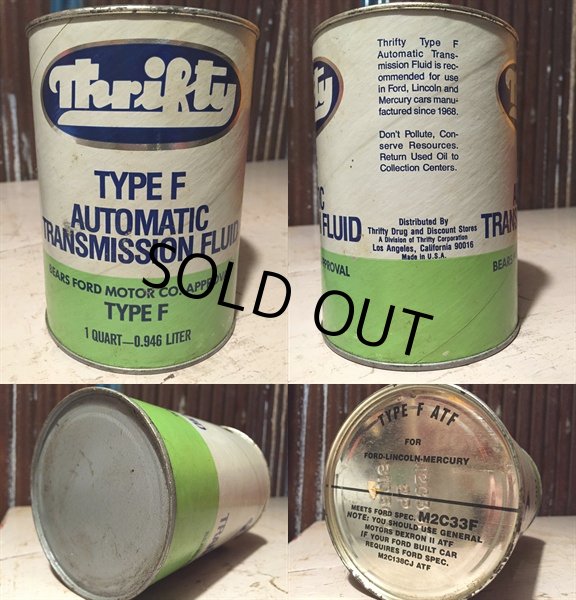 Thrifty
TYPE F
AUTOMATIC
TRANSMISSION FLUID
BEARS FORD MOTOR CO. APPROVAL
TYPE F
1 QUART—0.946 LITER
Thrifty Type F
Automatic Trans-
mission Fluid is rec-
ommended for use
in Ford, Lincoln and
Mercury cars manu-
factured since 1968.
Don't Pollute, Con-
serve Resources.
Return Used Oil to
Collection Centers.
FLUID
Distributed By
Thrifty Drug and Discount Stores
A Division of Thrifty Corporation
Los Angeles, California 90016
Made in U.S.A.
TRANS
PROVAL
BEARS
SOLD OUT
TYPE F ATF
FOR
FORD-LINCOLN-MERCURY
MEETS FORD SPEC. M2C33F
NOTE: YOU SHOULD USE GENERAL
MOTORS DEXRON II ATF
IF YOUR FORD BUILT CAR
REQUIRES FORD SPEC.
M2C138CJ ATF